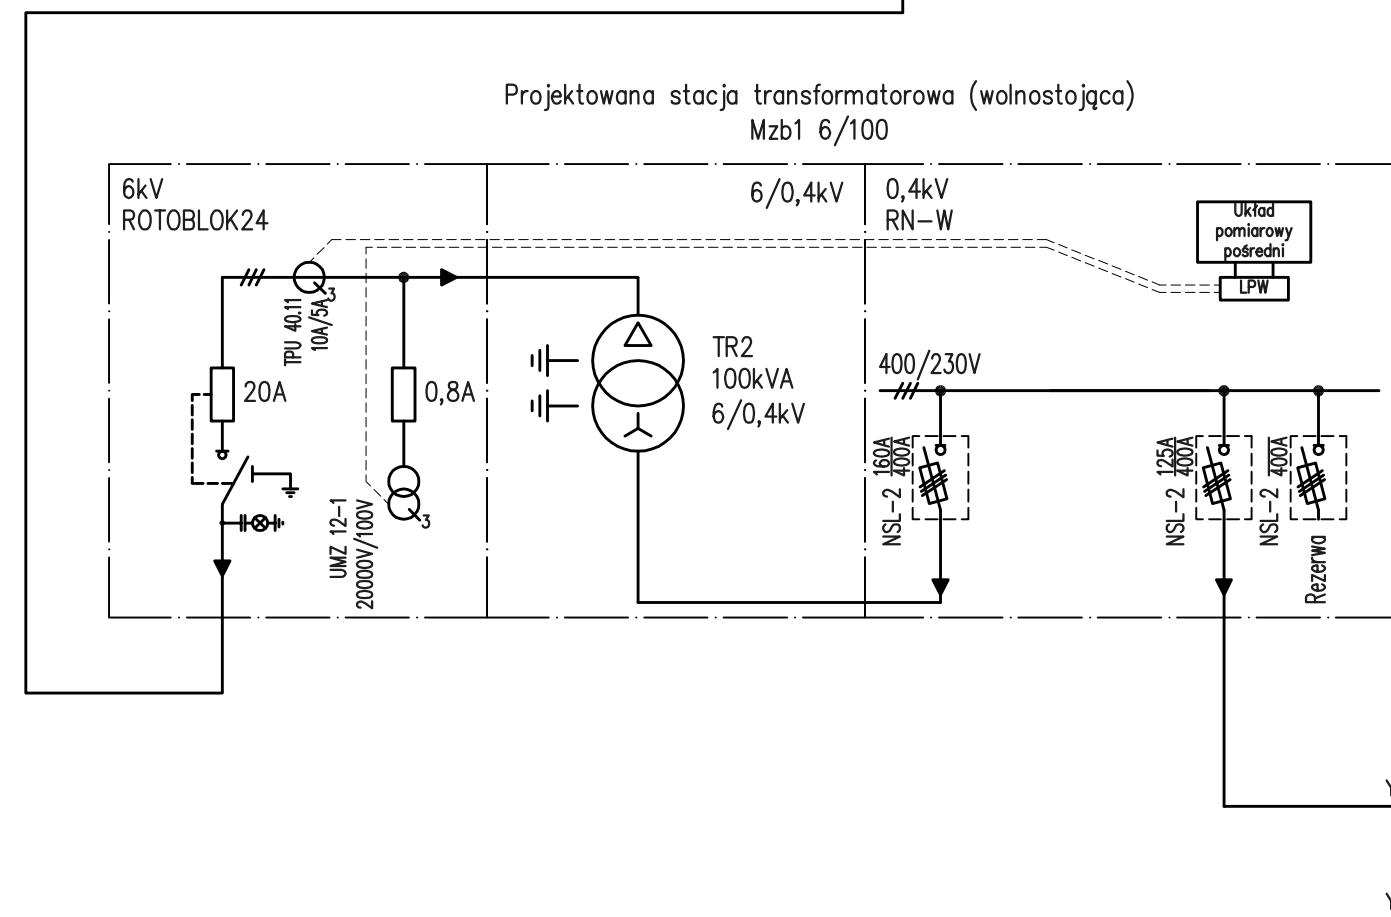 Projektowana stacja transformatorowa (wolnostojąca)
Mzb1 6/100
6kV
ROTOBLOK24
6/0,4kV
0,4kV
RN-W
Układ
pomiarowy
pośredni
LPW
3
TPU 40.11
10A/5A
20A
0,8A
UMZ 12-1
20000V/100V
3
TR2
100kVA
6/0,4kV
400/230V
NSL-2 160A
400A
NSL-2 125A
400A
NSL-2 400A
Rezerwa